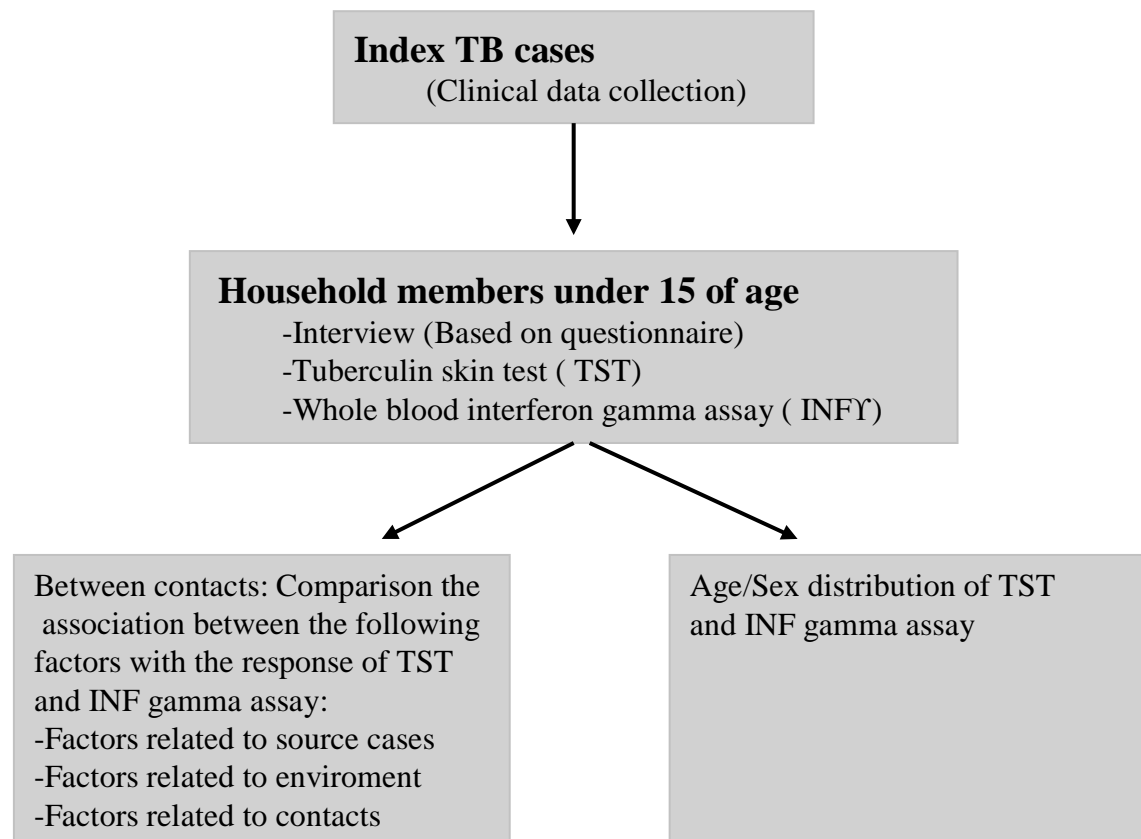 Index TB cases
(Clinical data collection)
Household members under 15 of age
-Interview (Based on questionnaire)
-Tuberculin skin test ( TST)
-Whole blood interferon gamma assay ( INFϒ)
Between contacts: Comparison the
association between the following
factors with the response of TST
and INF gamma assay:
-Factors related to source cases
-Factors related to enviroment
-Factors related to contacts
Age/Sex distribution of TST
and INF gamma assay